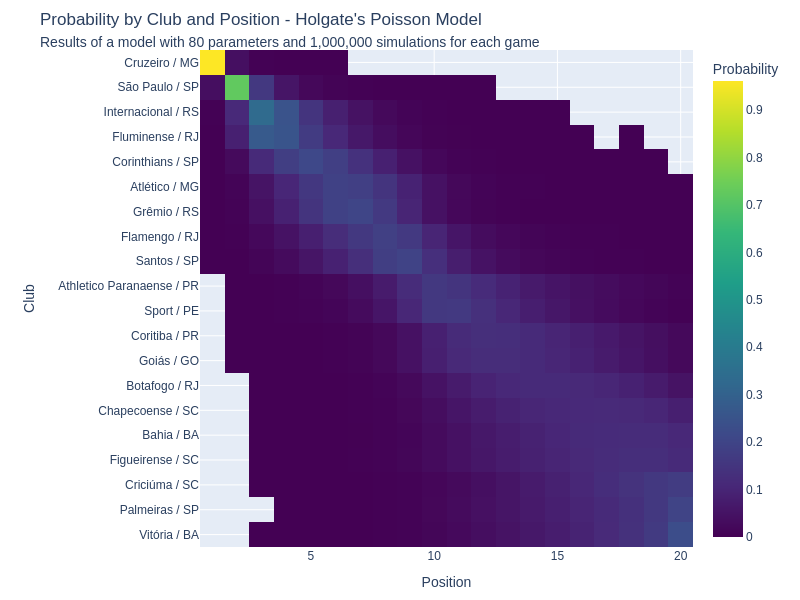 Probability by Club and Position - Holgate's Poisson Model
Results of a model with 80 parameters and 1,000,000 simulations for each game
Probability
Cruzeiro / MG
São Paulo / SP
Internacional / RS
Fluminense / RJ
Corinthians / SP
Atlético / MG
Grêmio / RS
Flamengo / RJ
Santos / SP
Athletico Paranaense / PR
Sport / PE
Coritiba / PR
Goiás / GO
Botafogo / RJ
Chapecoense / SC
Bahia / BA
Figueirense / SC
Criciúma / SC
Palmeiras / SP
Vitória / BA
Club
5
10
15
20
Position
0.9
0.8
0.7
0.6
0.5
0.4
0.3
0.2
0.1
0